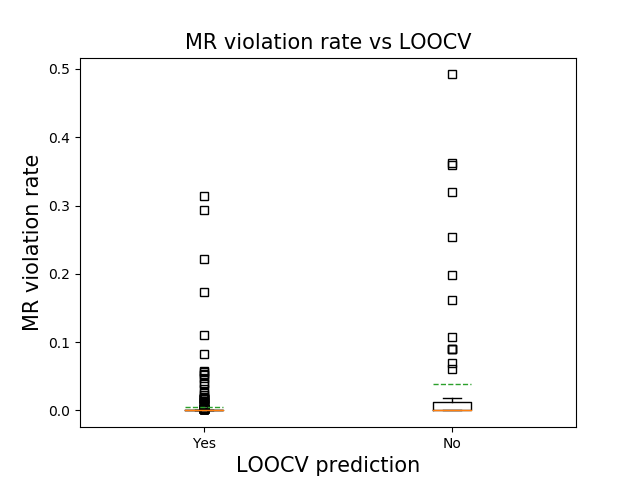 MR violation rate vs LOOCV
MR violation rate
0.5
0.4
0.3
0.2
0.1
0.0
Yes
No
LOOCV prediction